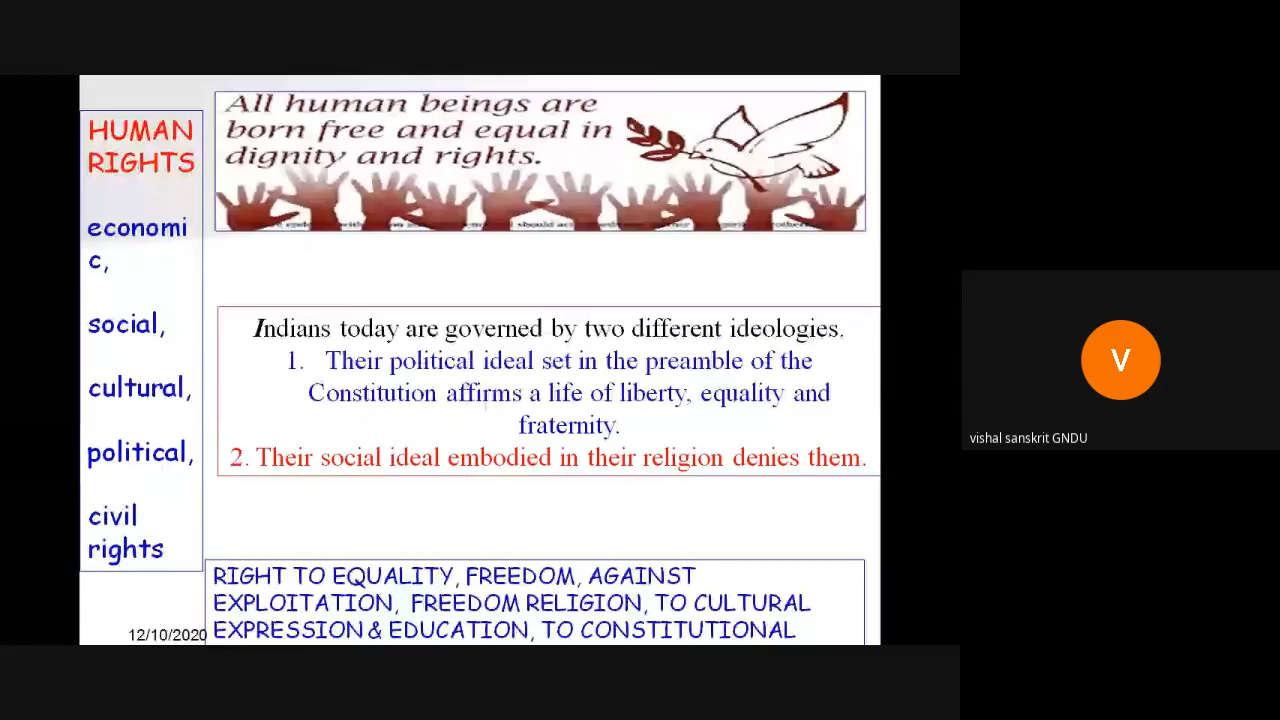 HUMAN
RIGHTS
economi
c,
social,
cultural,
political,
civil
rights
All human beings are
born free and equal in
dignity and rights.
Indians today are governed by two different ideologies.
1. Their political ideal set in the preamble of the
Constitution affirms a life of liberty, equality and
fraternity.
2. Their social ideal embodied in their religion denies them.
RIGHT TO EQUALITY, FREEDOM, AGAINST
EXPLOITATION, FREEDOM RELIGION, TO CULTURAL
EXPRESSION & EDUCATION, TO CONSTITUTIONAL
12/10/2020
V
vishal sanskrit GNDU